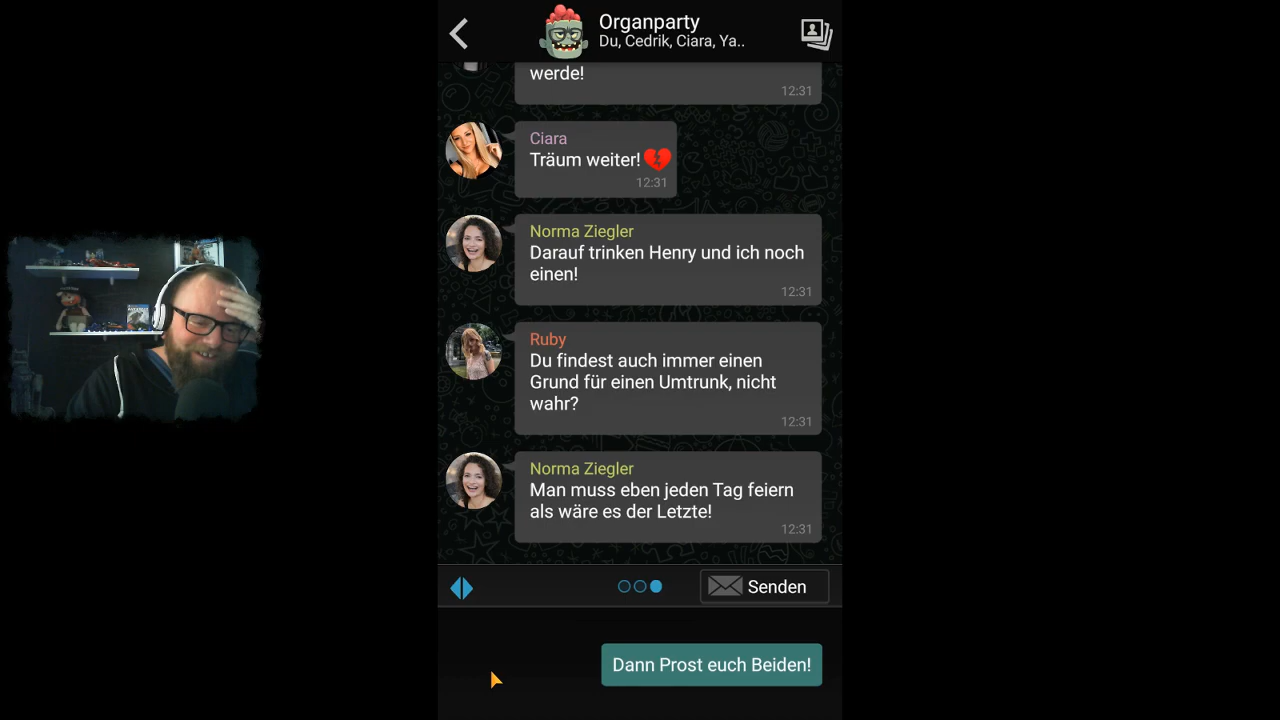 Organparty
Du, Cedrik, Ciara, Ya..
werde!
12:31
Ciara
Träum weiter!💔
12:31
Norma Ziegler
Darauf trinken Henry und ich noch
einen!
12:31
Ruby
Du findest auch immer einen
Grund für einen Umtrunk, nicht
wahr?
12:31
Norma Ziegler
Man muss eben jeden Tag feiern
als wäre es der Letzte!
12:31
Senden
Dann Prost euch Beiden!